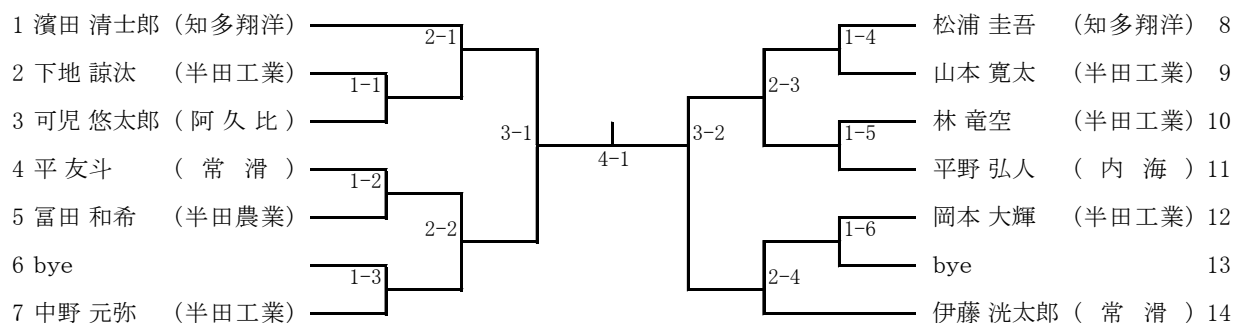 1 濱田 清士郎 (知多翔洋)
2-1
2 下地 諒汰 (半田工業)
1-1
3 可児 悠太郎 (阿久比)
3-1
4 平 友斗 (常滑)
1-2
5 冨田 和希 (半田農業)
2-2
6 bye
1-3
7 中野 元弥 (半田工業)
4-1
松浦 圭吾 (知多翔洋) 8
1-4
山本 寛太 (半田工業) 9
2-3
林 竜空 (半田工業) 10
1-5
平野 弘人 (内海) 11
3-2
岡本 大輝 (半田工業) 12
1-6
bye 13
2-4
伊藤 洸太郎 (常滑) 14